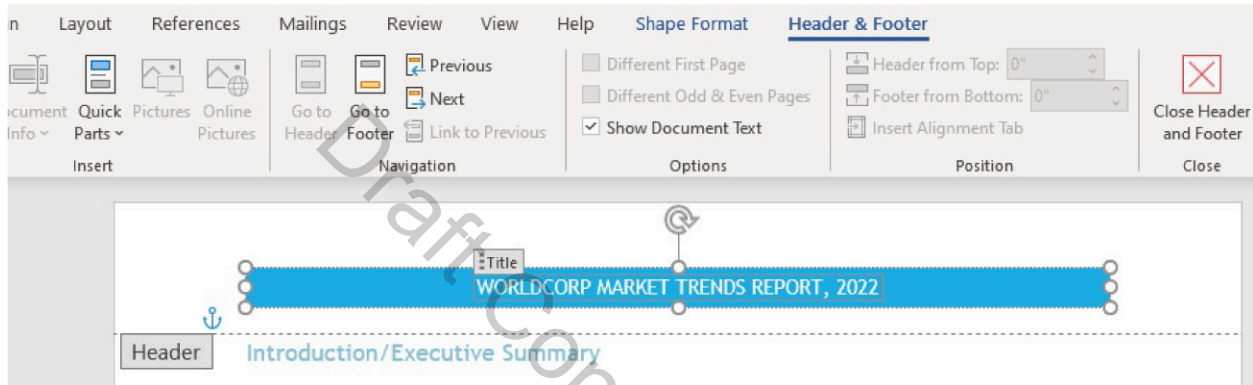 Layout References Mailings Review View Help Shape Format Header & Footer
Quick Parts
Pictures
Online Pictures
Insert
Go to Header
Go to Footer
Previous
Next
Link to Previous
Navigation
Different First Page
Different Odd & Even Pages
Show Document Text
Options
Header from Top: 0"
Footer from Bottom: 0"
Insert Alignment Tab
Position
Close Header
and Footer
Close
Title
WORLDCORP MARKET TRENDS REPORT, 2022
Header
Introduction/Executive Summary
Draft